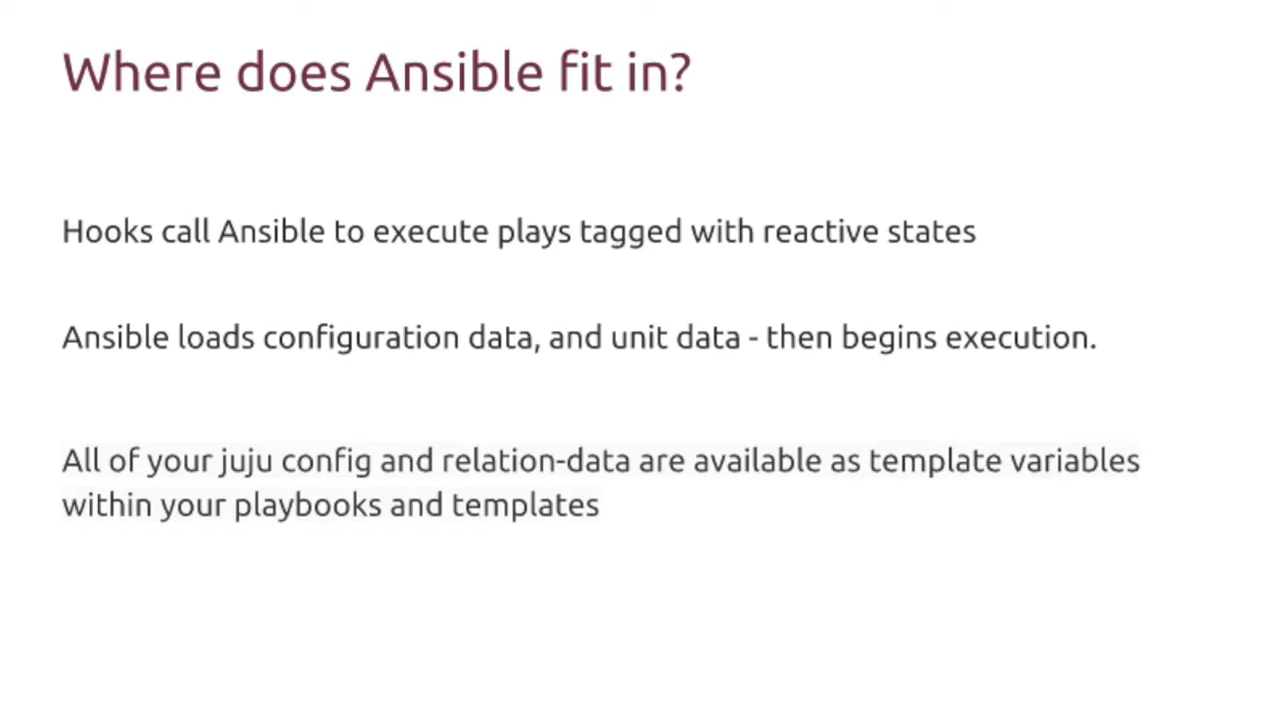 Where does Ansible fit in?
Hooks call Ansible to execute plays tagged with reactive states
Ansible loads configuration data, and unit data - then begins execution.
All of your juju config and relation-data are available as template variables
within your playbooks and templates